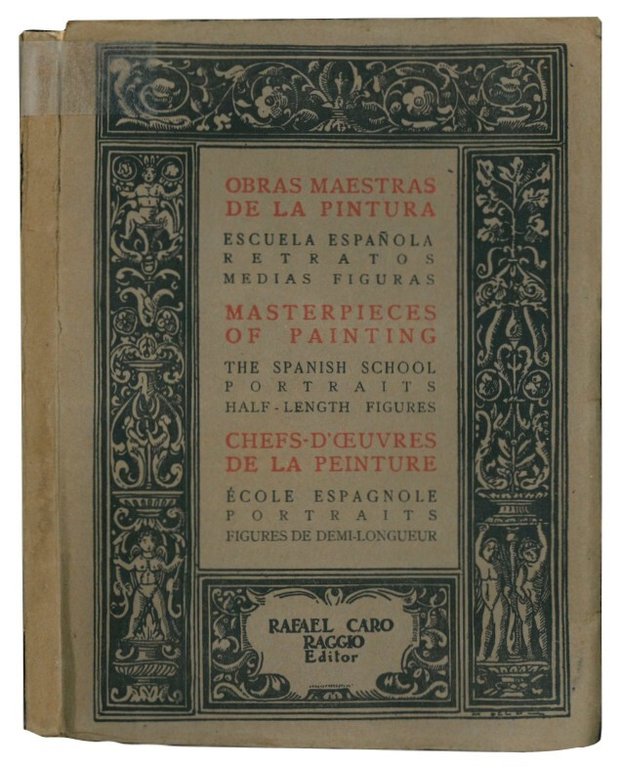 OBRAS MAESTRAS
DE LA PINTURA
ESCUELA ESPAÑOLA
RETRATOS
MEDIAS FIGURAS
MASTERPIECES
OF PAINTING
THE SPANISH SCHOOL
PORTRAITS
HALF-LENGTH FIGURES
CHEFS-D'ŒUVRES
DE LA PEINTURE
ÉCOLE ESPAGNOLE
PORTRAITS
FIGURES DE DEMI-LONGUEUR
RAFAEL CARO
RAGGIO
Editor